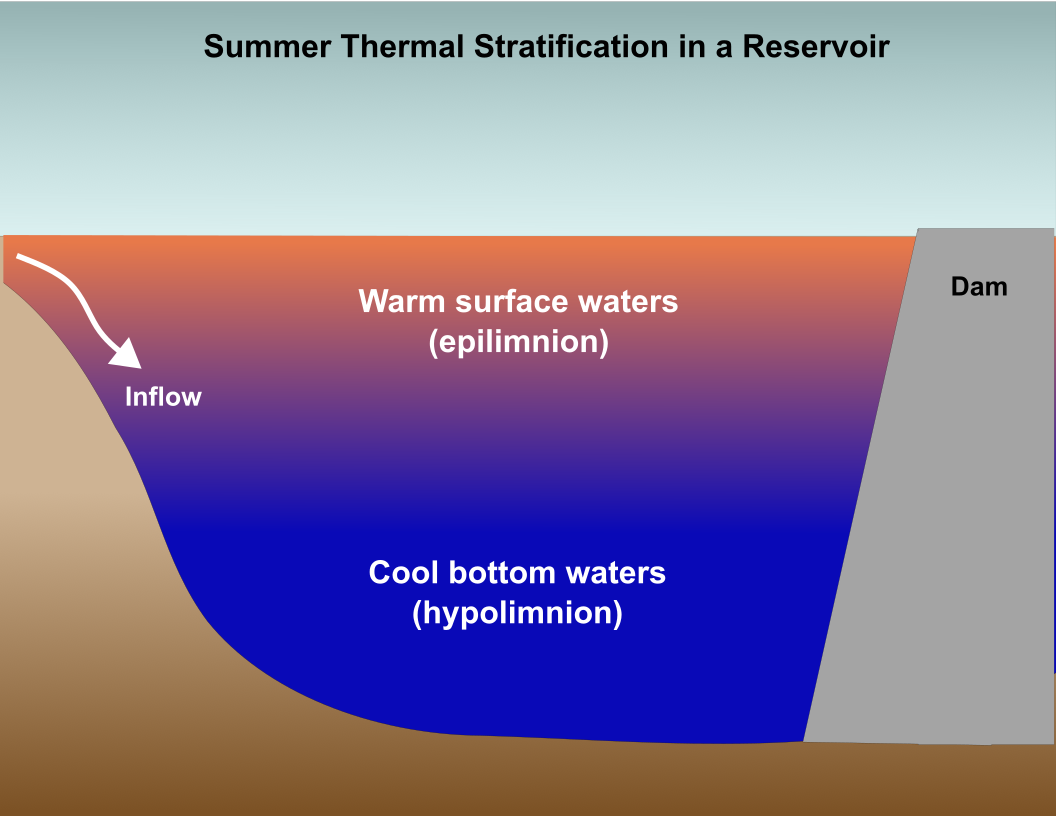 Summer Thermal Stratification in a Reservoir
Dam
Warm surface waters
(epilimnion)
Inflow
Cool bottom waters
(hypolimnion)